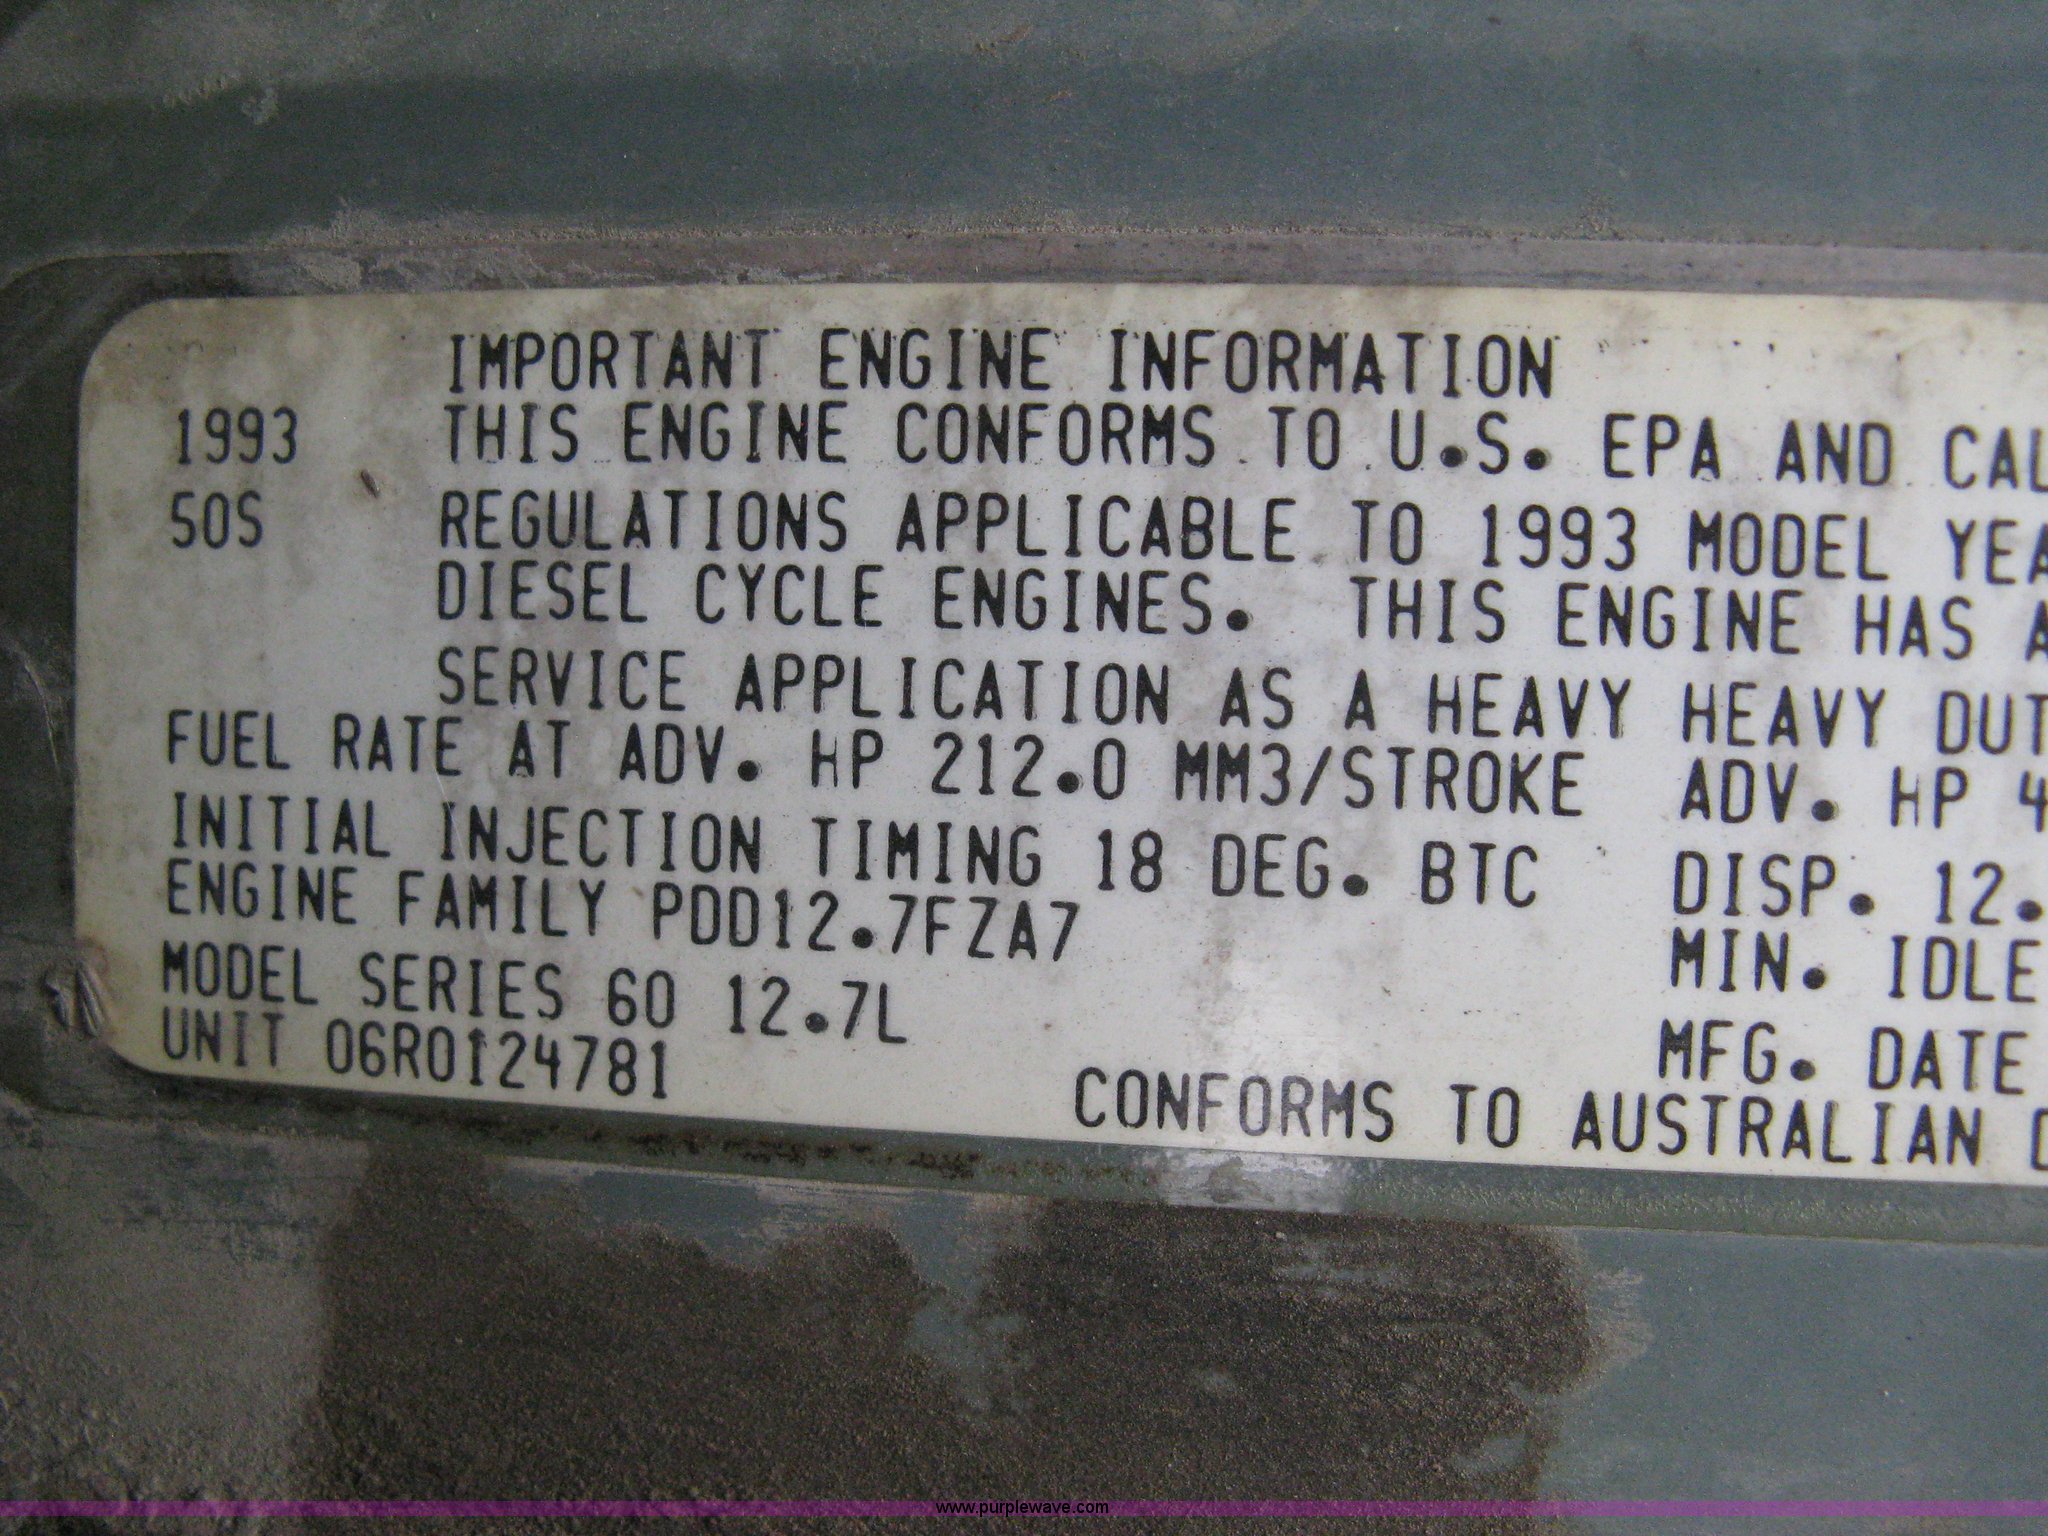 IMPORTANT ENGINE INFORMATION
1993 THIS ENGINE CONFORMS TO U.S. EPA AND CAL
50S REGULATIONS APPLICABLE TO 1993 MODEL YEA
DIESEL CYCLE ENGINES. THIS ENGINE HAS A
SERVICE APPLICATION AS A HEAVY HEAVY DUT
FUEL RATE AT ADV. HP 212.0 MM3/STROKE ADV. HP 4
INITIAL INJECTION TIMING 18 DEG. BTC DISP. 12.
ENGINE FAMILY PDD12.7FZA7 MIN. IDLE
MODEL SERIES 60 12.7L MFG. DATE
UNIT 06R0124781 CONFORMS TO AUSTRALIAN D
www.purplewave.com